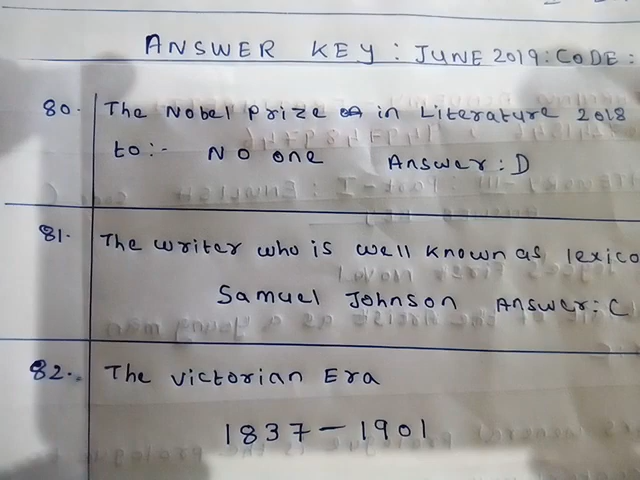 ANSWER KEY : JUNE 2019 : CODE :
80. The Nobel Prize in Literature 2018
to:- No one Answer : D
81. The writer who is well known as lexico
Samuel Johnson Answer : C
82. The victorian Era
1837 - 1901